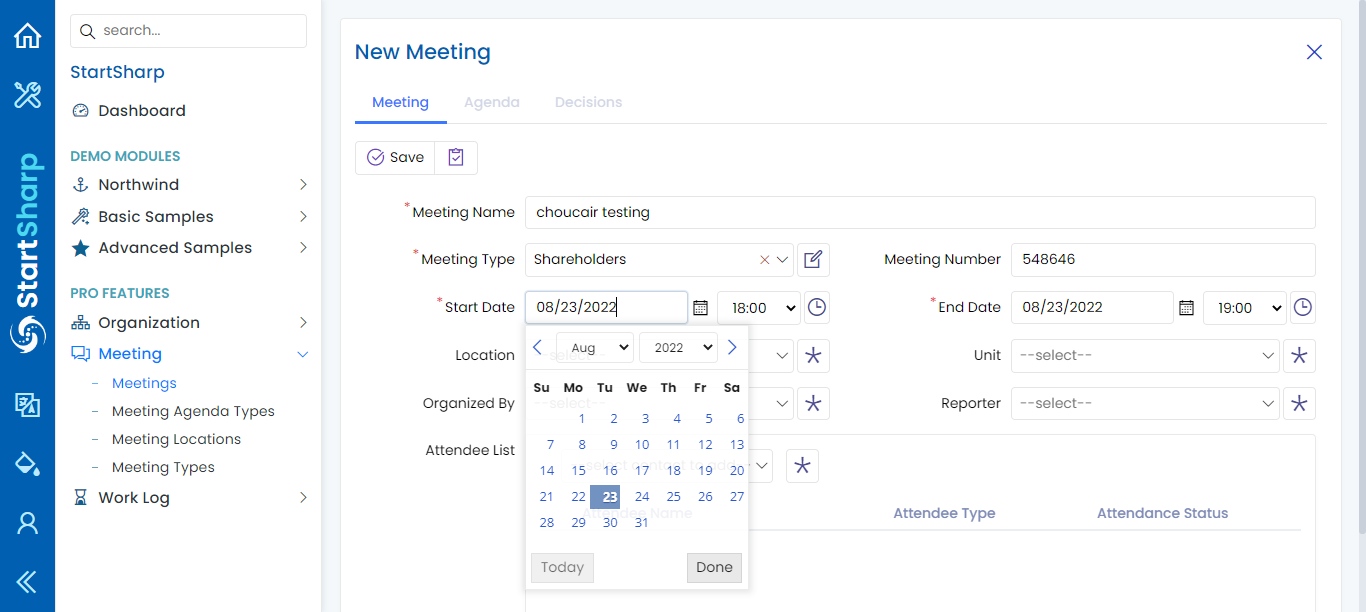 search...
StartSharp
Dashboard
DEMO MODULES
Northwind
Basic Samples
Advanced Samples
PRO FEATURES
Organization
Meeting
– Meetings
– Meeting Agenda Types
– Meeting Locations
– Meeting Types
Work Log
StartSharp
New Meeting
Meeting Agenda Decisions
Save
*Meeting Name choucair testing
*Meeting Type Shareholders Meeting Number 548646
*Start Date 08/23/2022 18:00 *End Date 08/23/2022 19:00
Location --select-- Unit --select--
Organized By --select-- Reporter --select--
Attendee List
Attendee Name Attendee Type Attendance Status
Aug 2022
Su Mo Tu We Th Fr Sa
1 2 3 4 5 6
7 8 9 10 11 12 13
14 15 16 17 18 19 20
21 22 23 24 25 26 27
28 29 30 31
Today Done